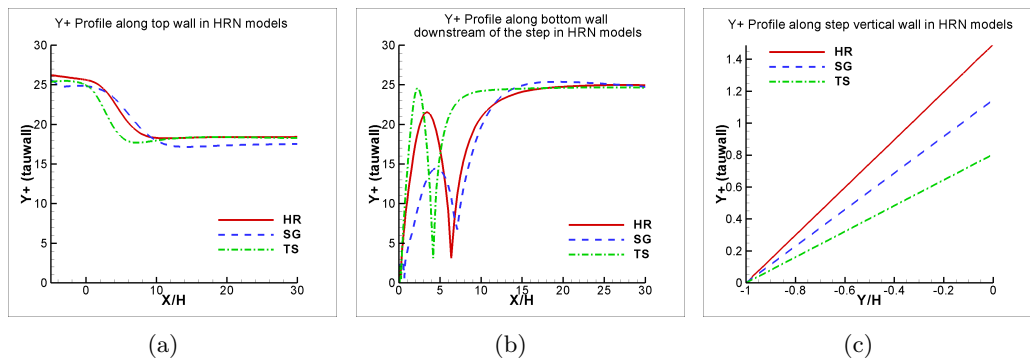 Y+ Profile along top wall in HRN models
Y+ (tauwall)
30
25
20
15
10
5
0
0
10
20
30
X/H
HR
SG
TS
(a)
Y+ Profile along bottom wall
downstream of the step in HRN models
Y+ (tauwall)
30
25
20
15
10
5
0
0
5
10
15
20
25
30
X/H
HR
SG
TS
(b)
Y+ Profile along step vertical wall in HRN models
Y+ (tauwall)
1.4
1.2
1
0.8
0.6
0.4
0.2
0
-1
-0.8
-0.6
-0.4
-0.2
0
Y/H
HR
SG
TS
(c)